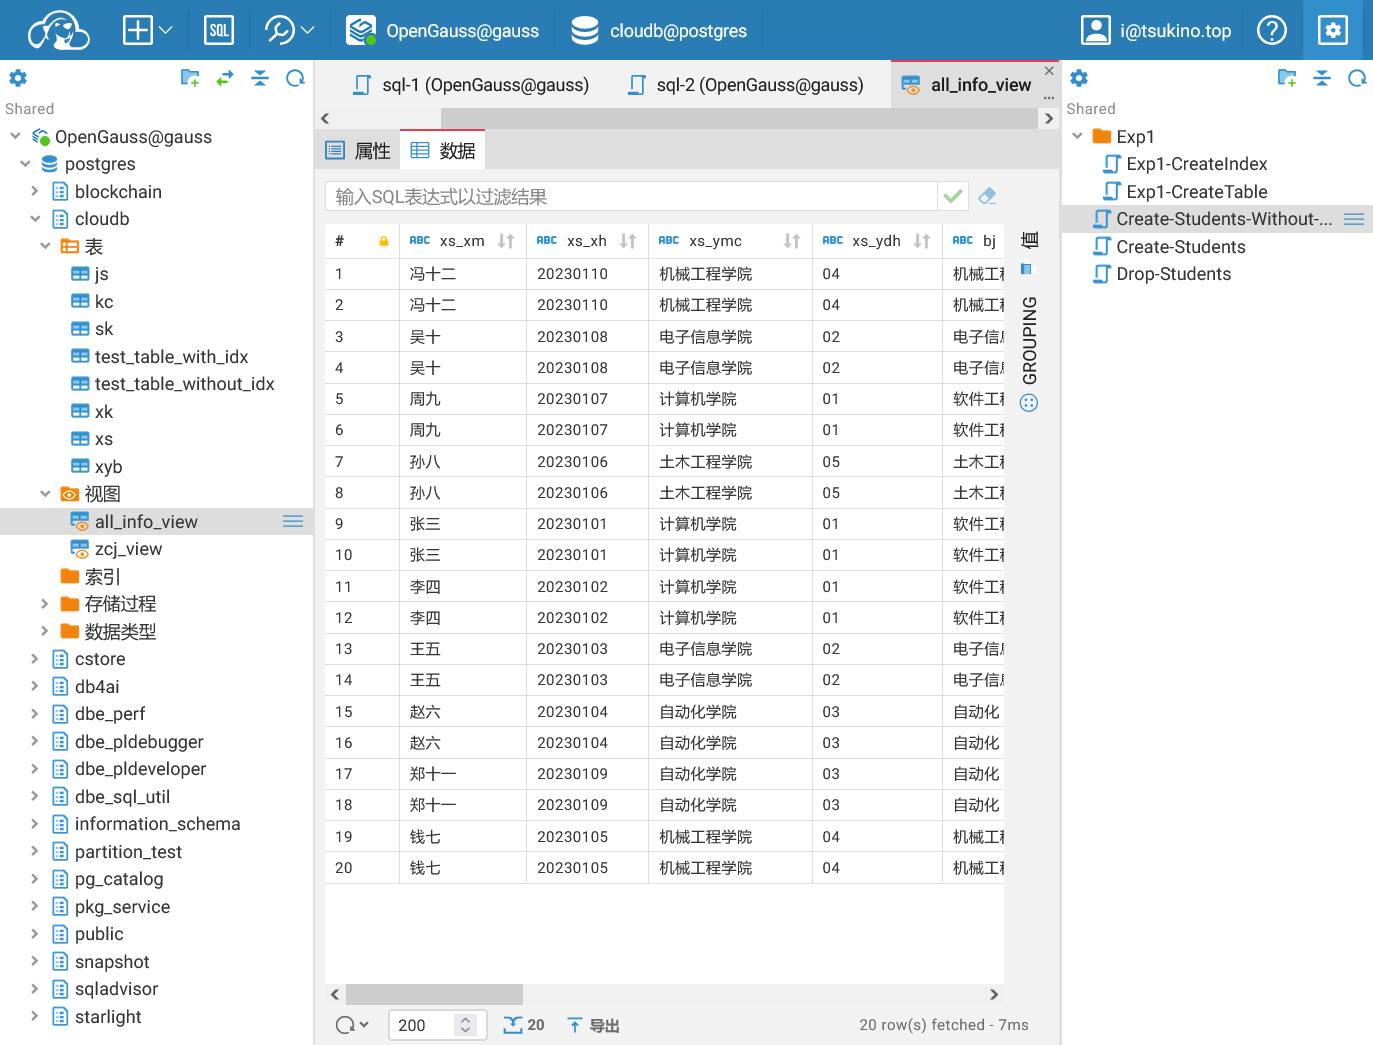 SQL
OpenGauss@gauss
cloudb@postgres
i@tsukino.top
Shared
OpenGauss@gauss
postgres
blockchain
cloudb
表
js
kc
sk
test_table_with_idx
test_table_without_idx
xk
xs
xyb
视图
all_info_view
zcj_view
索引
存储过程
数据类型
cstore
db4ai
dbe_perf
dbe_pldebugger
dbe_pldeveloper
dbe_sql_util
information_schema
partition_test
pg_catalog
pkg_service
public
snapshot
sqladvisor
starlight
sql-1 (OpenGauss@gauss)
sql-2 (OpenGauss@gauss)
all_info_view
属性
数据
输入SQL表达式以过滤结果
# ABC xs_xm ABC xs_xh ABC xs_ymc ABC xs_ydh ABC bj
1 冯十二 20230110 机械工程学院 04 机械工
2 冯十二 20230110 机械工程学院 04 机械工
3 吴十 20230108 电子信息学院 02 电子信
4 吴十 20230108 电子信息学院 02 电子信
5 周九 20230107 计算机学院 01 软件工
6 周九 20230107 计算机学院 01 软件工
7 孙八 20230106 土木工程学院 05 土木工
8 孙八 20230106 土木工程学院 05 土木工
9 张三 20230101 计算机学院 01 软件工
10 张三 20230101 计算机学院 01 软件工
11 李四 20230102 计算机学院 01 软件工
12 李四 20230102 计算机学院 01 软件工
13 王五 20230103 电子信息学院 02 电子信
14 王五 20230103 电子信息学院 02 电子信
15 赵六 20230104 自动化学院 03 自动化
16 赵六 20230104 自动化学院 03 自动化
17 郑十一 20230109 自动化学院 03 自动化
18 郑十一 20230109 自动化学院 03 自动化
19 钱七 20230105 机械工程学院 04 机械工
20 钱七 20230105 机械工程学院 04 机械工
值
GROUPING
200
20
导出
20 row(s) fetched - 7ms
Shared
Exp1
Exp1-CreateIndex
Exp1-CreateTable
Create-Students-Without-...
Create-Students
Drop-Students